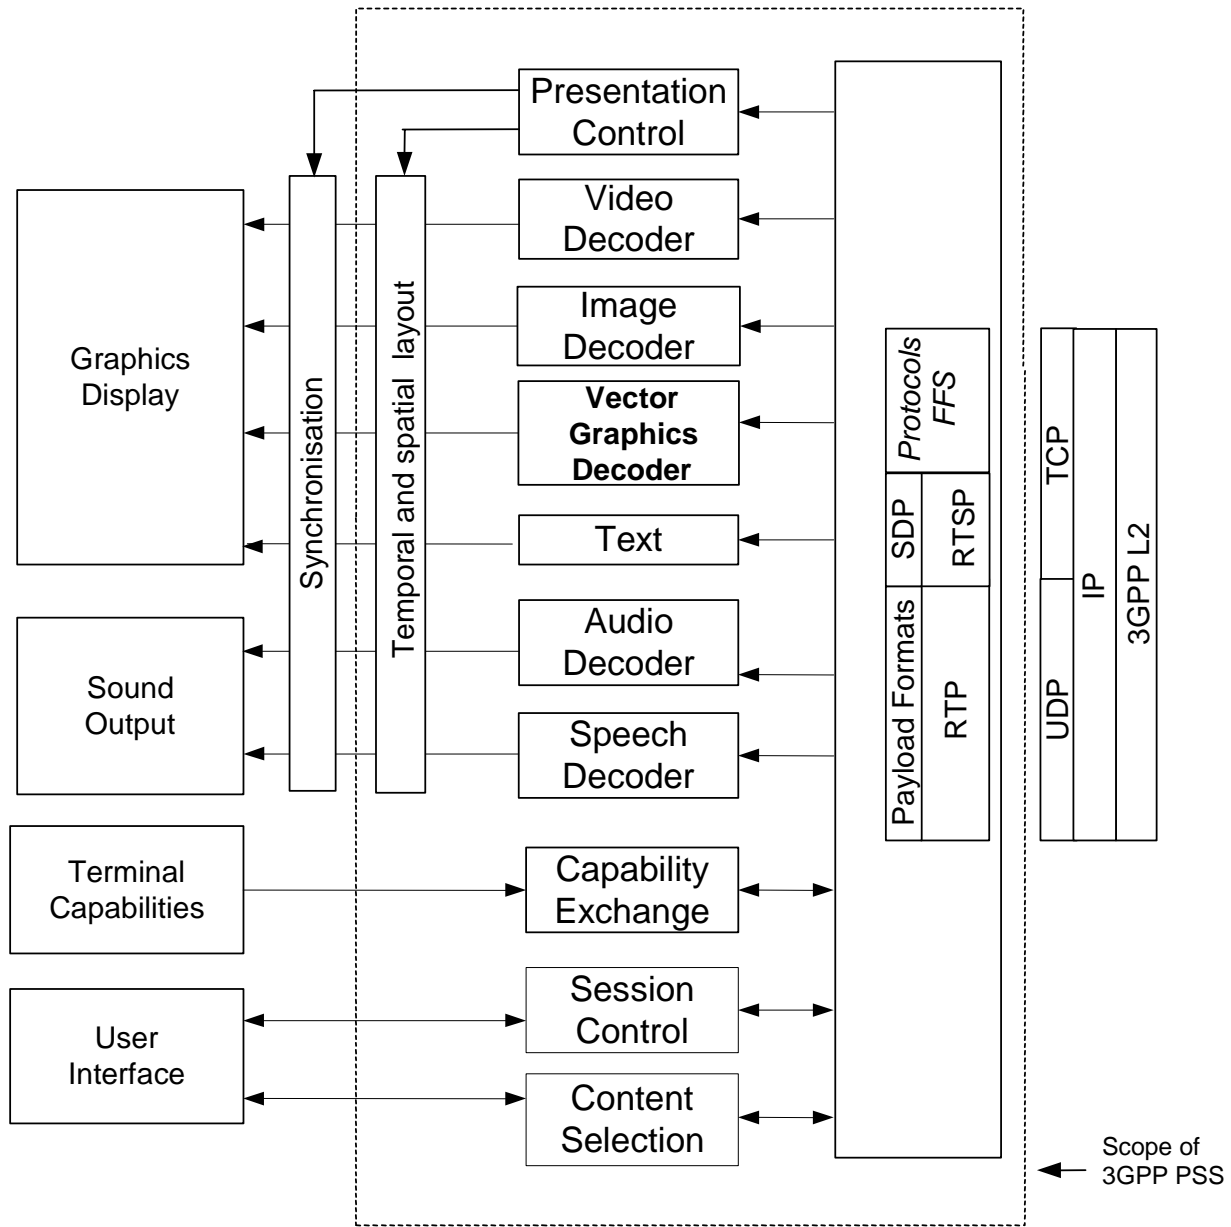 Presentation
Control
Video
Decoder
Image
Decoder
Vector
Graphics
Decoder
Text
Audio
Decoder
Speech
Decoder
Capability
Exchange
Session
Control
Content
Selection
Graphics
Display
Sound
Output
Terminal
Capabilities
User
Interface
Synchronisation
Temporal and spatial layout
Protocols
FFS
SDP
RTSP
Payload Formats
RTP
TCP
UDP
IP
3GPP L2
Scope of
3GPP PSS